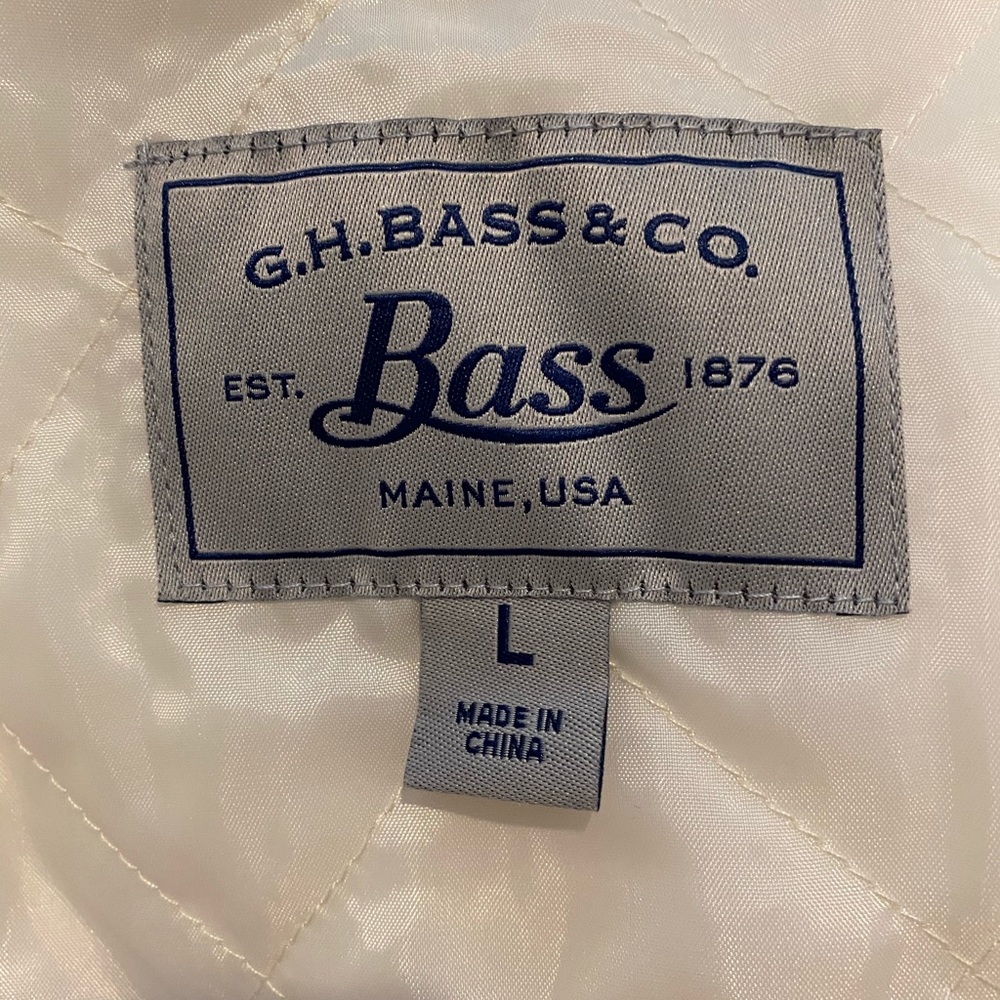 G.H.BASS & CO.
EST. Bass 1876
MAINE, USA
L
MADE IN
CHINA